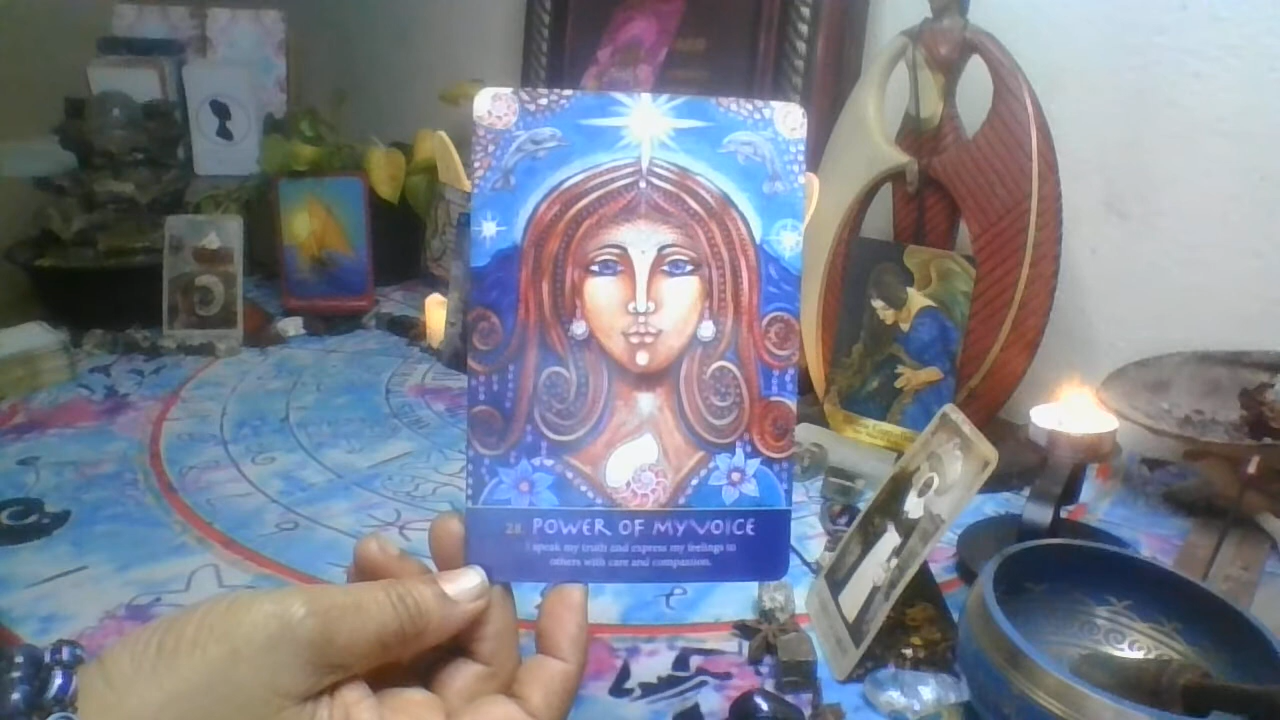 28. POWER OF MY VOICE
I speak my truth and express my feelings to
others with care and compassion.